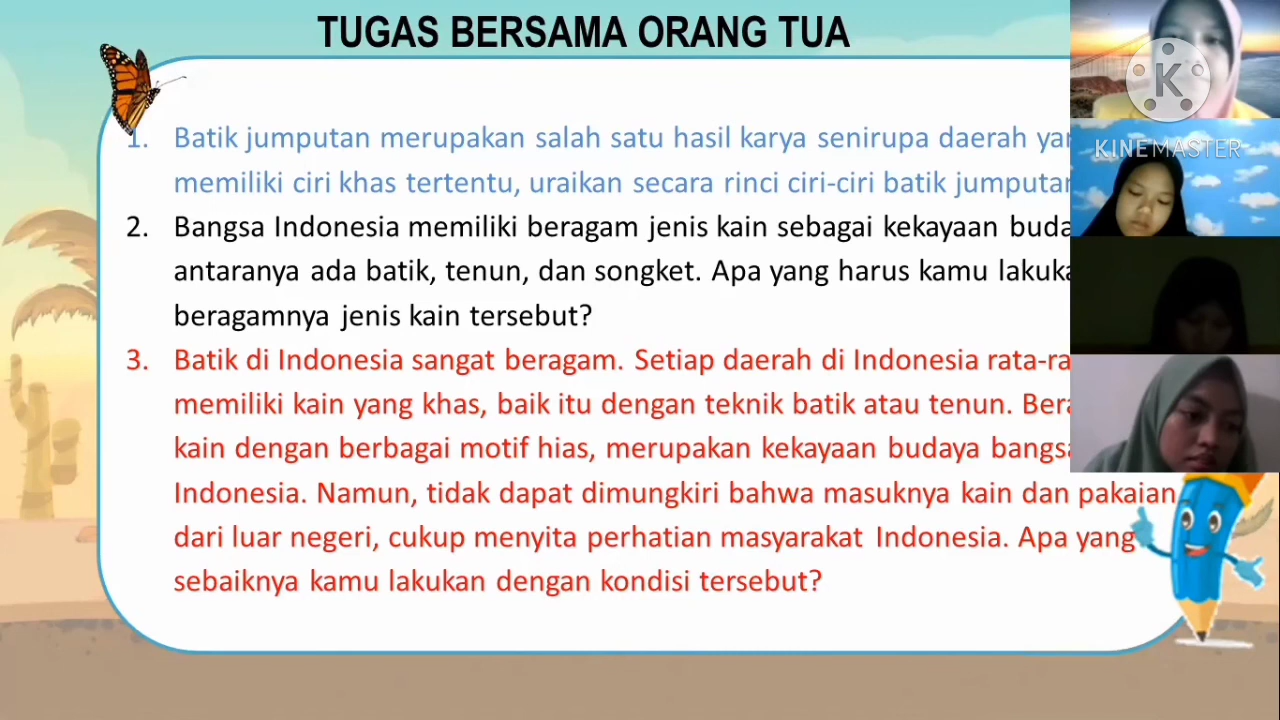 TUGAS BERSAMA ORANG TUA
1. Batik jumputan merupakan salah satu hasil karya senirupa daerah
memiliki ciri khas tertentu, uraikan secara rinci ciri-ciri batik jumputan
2. Bangsa Indonesia memiliki beragam jenis kain sebagai kekayaan
antaranya ada batik, tenun, dan songket. Apa yang harus kamu
beragamnya jenis kain tersebut?
3. Batik di Indonesia sangat beragam. Setiap daerah di Indonesia
memiliki kain yang khas, baik itu dengan teknik batik atau tenun.
kain dengan berbagai motif hias, merupakan kekayaan budaya bangsa
Indonesia. Namun, tidak dapat dimungkiri bahwa masuknya kain dan pakaian
dari luar negeri, cukup menyita perhatian masyarakat Indonesia. Apa yang
sebaiknya kamu lakukan dengan kondisi tersebut?
K
KINEMASTER